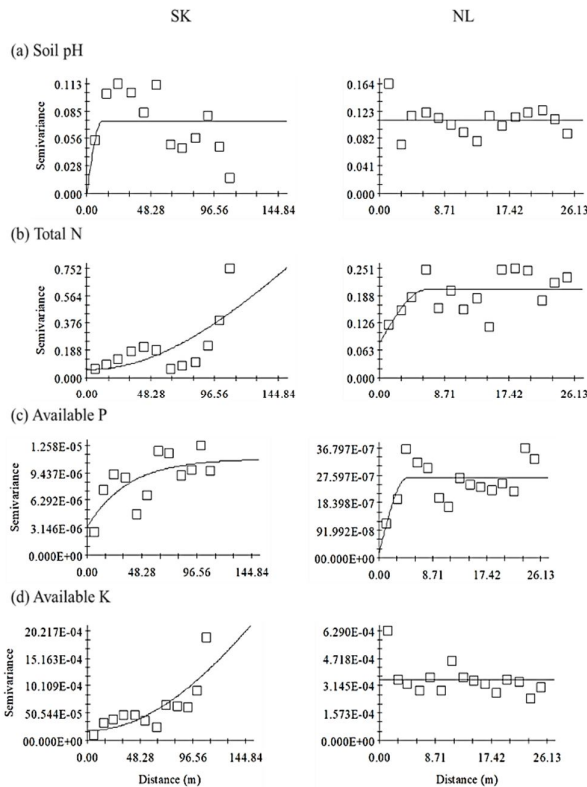 SK NL
(a) Soil pH
Semivariance
0.113 0.164
0.085 0.123
0.056 0.082
0.028 0.041
0.000 0.000
0.00 48.28 96.56 144.84 0.00 8.71 17.42 26.13
(b) Total N
Semivariance
0.752 0.251
0.564 0.188
0.376 0.126
0.188 0.063
0.000 0.000
0.00 48.28 96.56 144.84 0.00 8.71 17.42 26.13
(c) Available P
Semivariance
1.258E-05 36.797E-07
9.437E-06 27.597E-07
6.292E-06 18.398E-07
3.146E-06 91.992E-08
0.000E+00 00.000E+00
0.00 48.28 96.56 144.84 0.00 8.71 17.42 26.13
(d) Available K
Semivariance
20.217E-04 6.290E-04
15.163E-04 4.718E-04
10.109E-04 3.145E-04
50.544E-05 1.573E-04
00.000E+00 0.000E+00
0.00 48.28 96.56 144.84 0.00 8.71 17.42 26.13
Distance (m) Distance (m)